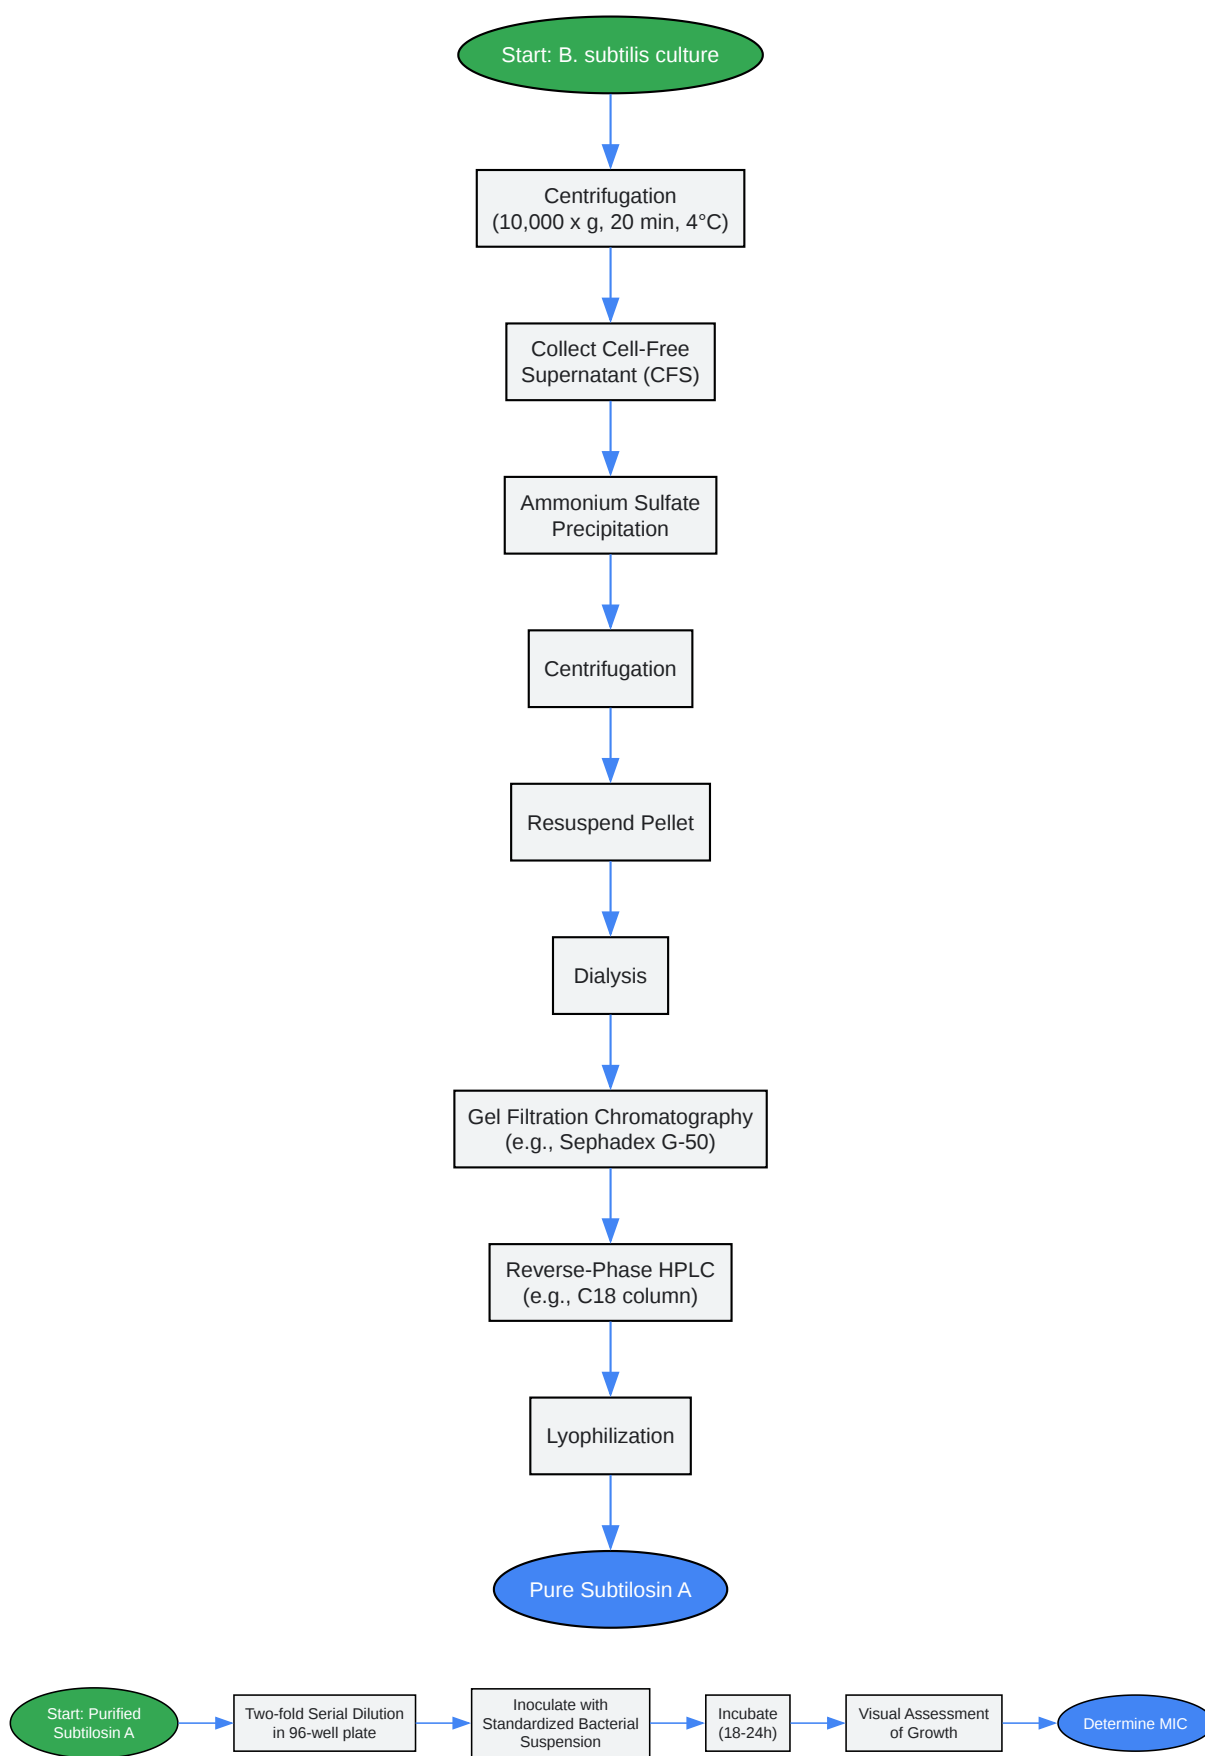 Start: B. subtilis culture
Centrifugation
(10,000 x g, 20 min, 4°C)
Collect Cell-Free
Supernatant (CFS)
Ammonium Sulfate
Precipitation
Centrifugation
Resuspend Pellet
Dialysis
Gel Filtration Chromatography
(e.g., Sephadex G-50)
Reverse-Phase HPLC
(e.g., C18 column)
Lyophilization
Pure Subtilosin A
Start: Purified
Subtilosin A
Two-fold Serial Dilution
in 96-well plate
Inoculate with
Standardized Bacterial
Suspension
Incubate
(18-24h)
Visual Assessment
of Growth
Determine MIC